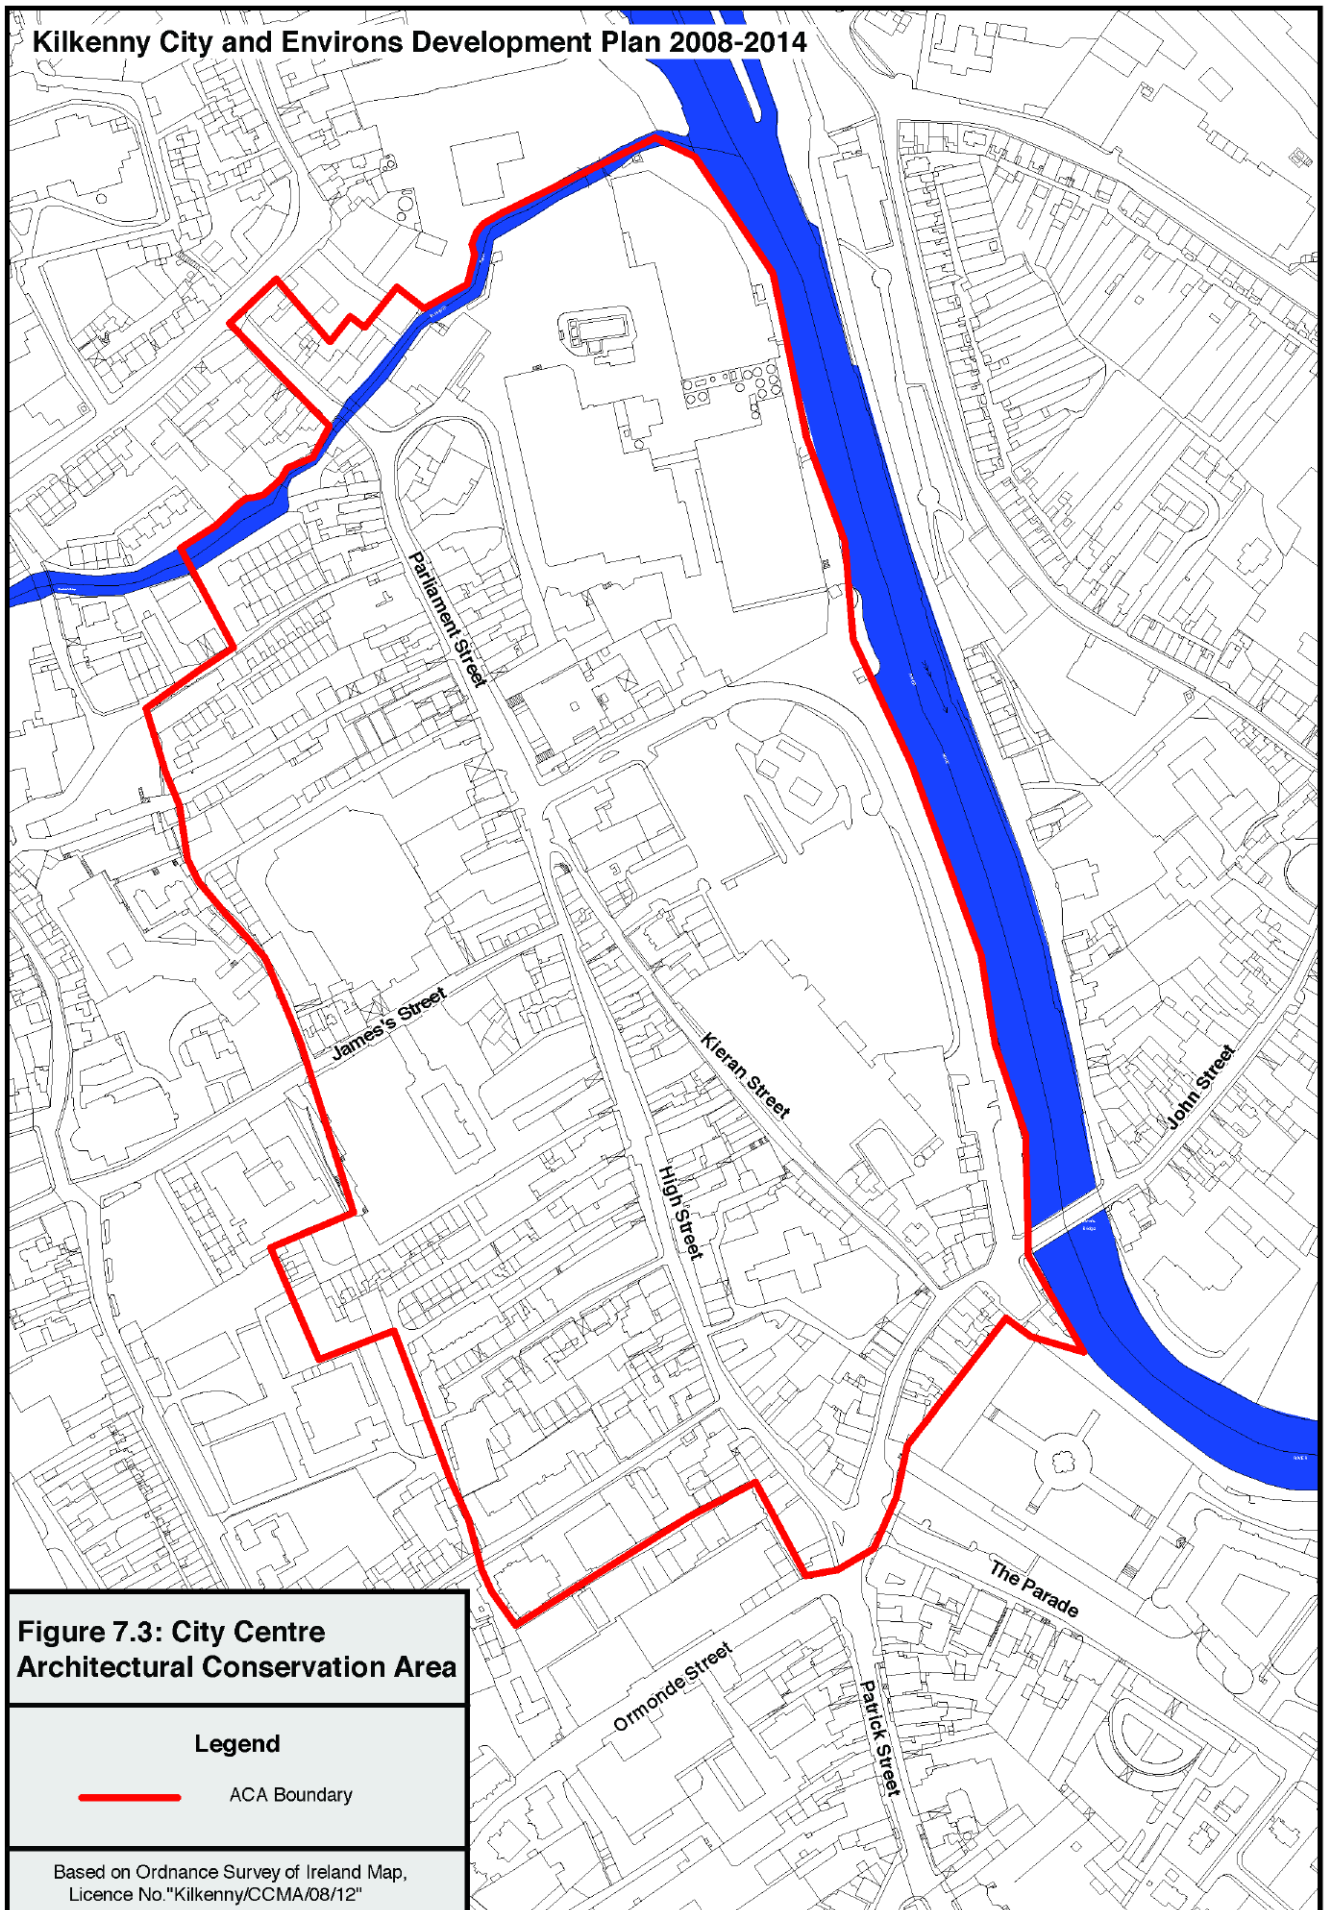 Kilkenny City and Environs Development Plan 2008-2014
Parliament Street
James's Street
Kieran Street
John Street
High Street
The Parade
Ormonde Street
Patrick Street
Figure 7.3: City Centre
Architectural Conservation Area
Legend
ACA Boundary
Based on Ordnance Survey of Ireland Map,
Licence No."Kilkenny/CCMA/08/12"